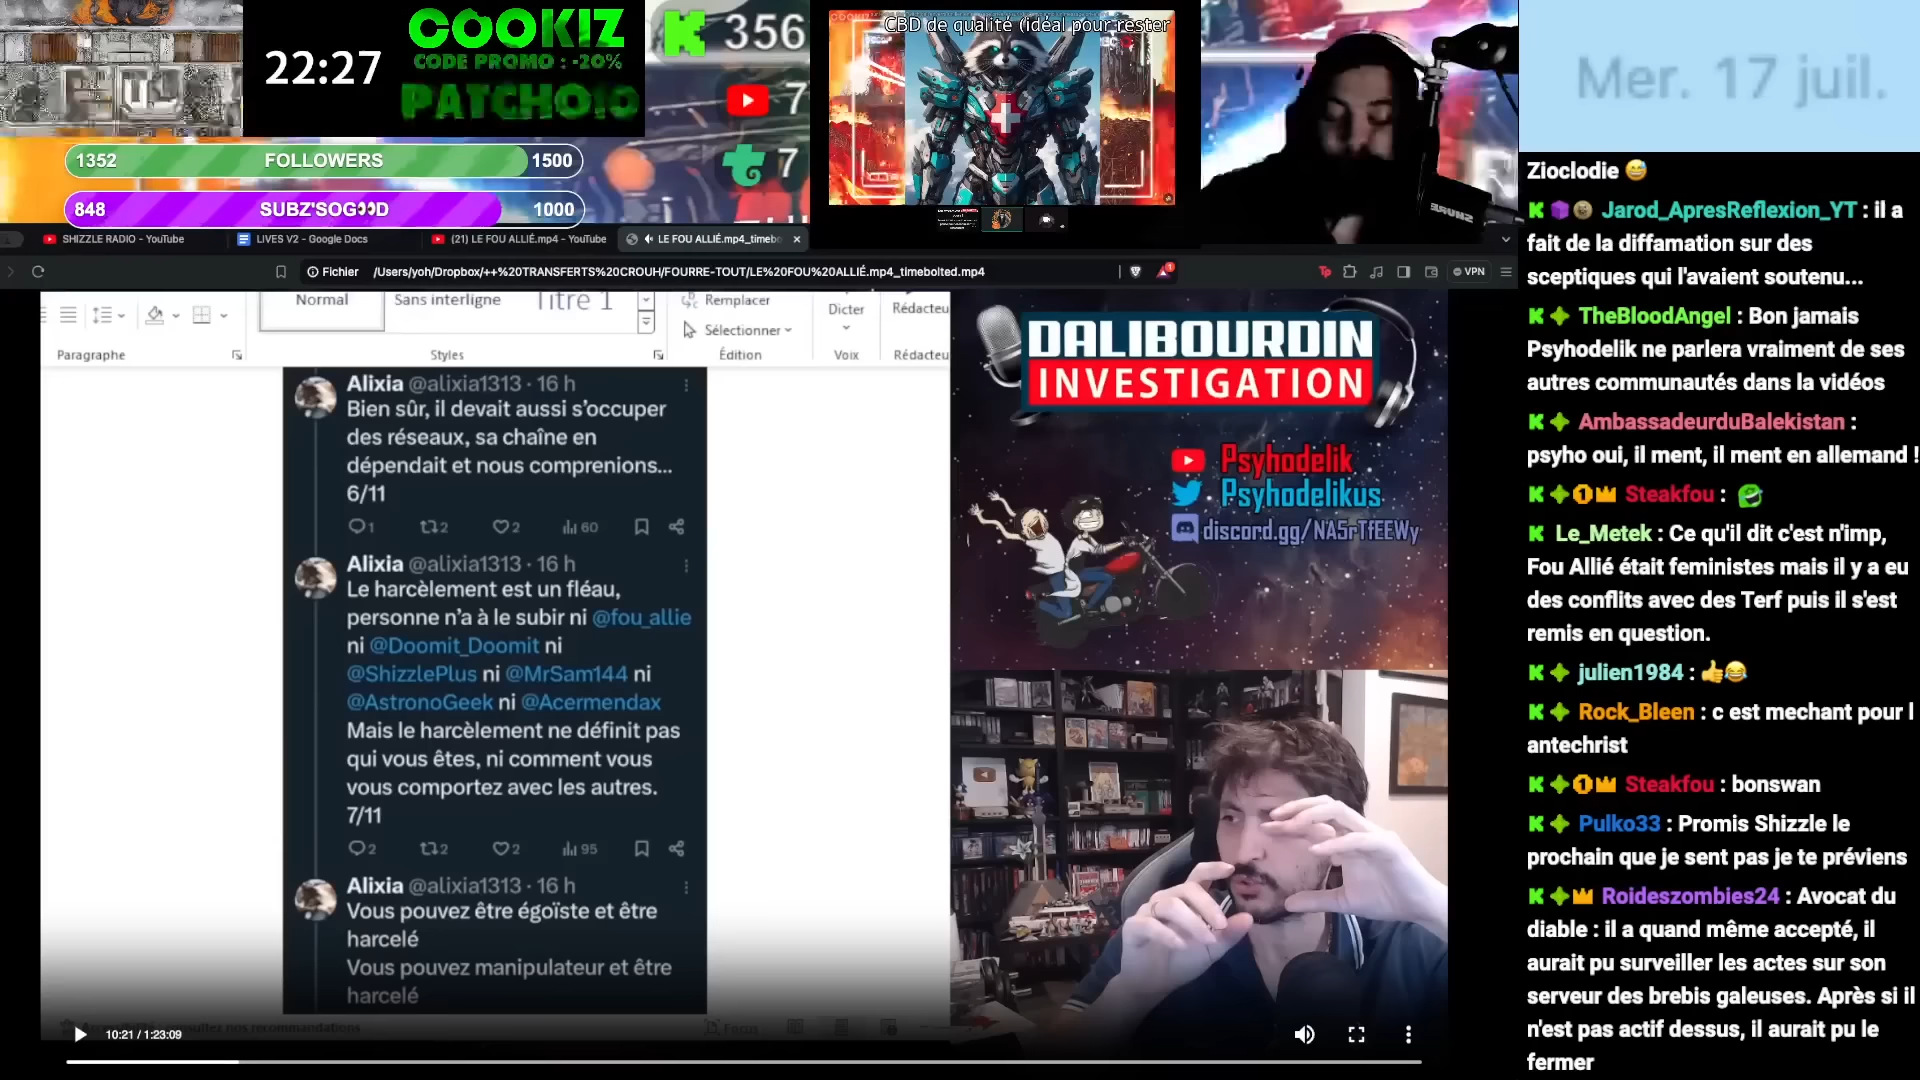 22:27
COOKIZ
CODE PROMO : -20%
PATCHO!O
356
7
7
1352 FOLLOWERS 1500
848 SUBZ'SOG👀D 1000
CBD de qualité (idéal pour rester
Mer. 17 juil.
SHIZZLE RADIO - YouTube
LIVES V2 - Google Docs
(21) LE FOU ALLIÉ.mp4 - YouTube
LE FOU ALLIÉ.mp4_timebo
Fichier /Users/yoh/Dropbox/++%20TRANSFERTS%20CROUH/FOURRE-TOUT/LE%20FOU%20ALLIÉ.mp4_timebolted.mp4
VPN
Normal
Sans interligne
Titre 1
Remplacer
Sélectionner
Dicter
Rédacteu
Paragraphe
Styles
Édition
Voix
Rédacteu
Alixia @alixia1313 · 16 h
Bien sûr, il devait aussi s'occuper
des réseaux, sa chaîne en
dépendait et nous comprenions...
6/11
1 2 2 60
Alixia @alixia1313 · 16 h
Le harcèlement est un fléau,
personne n'a à le subir ni @fou_allie
ni @Doomit_Doomit ni
@ShizzlePlus ni @MrSam144 ni
@AstronoGeek ni @Acermendax
Mais le harcèlement ne définit pas
qui vous êtes, ni comment vous
vous comportez avec les autres.
7/11
2 2 2 95
Alixia @alixia1313 · 16 h
Vous pouvez être égoïste et être
harcelé
Vous pouvez manipulateur et être
harcelé
Focus
10:21 / 1:23:09
DALIBOURDIN
INVESTIGATION
Psyhodelik
Psyhodelikus
discord.gg/NA5rTfEEWy
SHURE
Zioclodie 😅
Jarod_ApresReflexion_YT : il a
fait de la diffamation sur des
sceptiques qui l'avaient soutenu...
TheBloodAngel : Bon jamais
Psyhodelik ne parlera vraiment de ses
autres communautés dans la vidéos
AmbassadeurduBalekistan :
psyho oui, il ment, il ment en allemand !
Steakfou :
Le_Metek : Ce qu'il dit c'est n'imp,
Fou Allié était feministes mais il y a eu
des conflits avec des Terf puis il s'est
remis en question.
julien1984 : 👍😂
Rock_Bleen : c est mechant pour l
antechrist
Steakfou : bonswan
Pulko33 : Promis Shizzle le
prochain que je sent pas je te préviens
Roideszombies24 : Avocat du
diable : il a quand même accepté, il
aurait pu surveiller les actes sur son
serveur des brebis galeuses. Après si il
n'est pas actif dessus, il aurait pu le
fermer